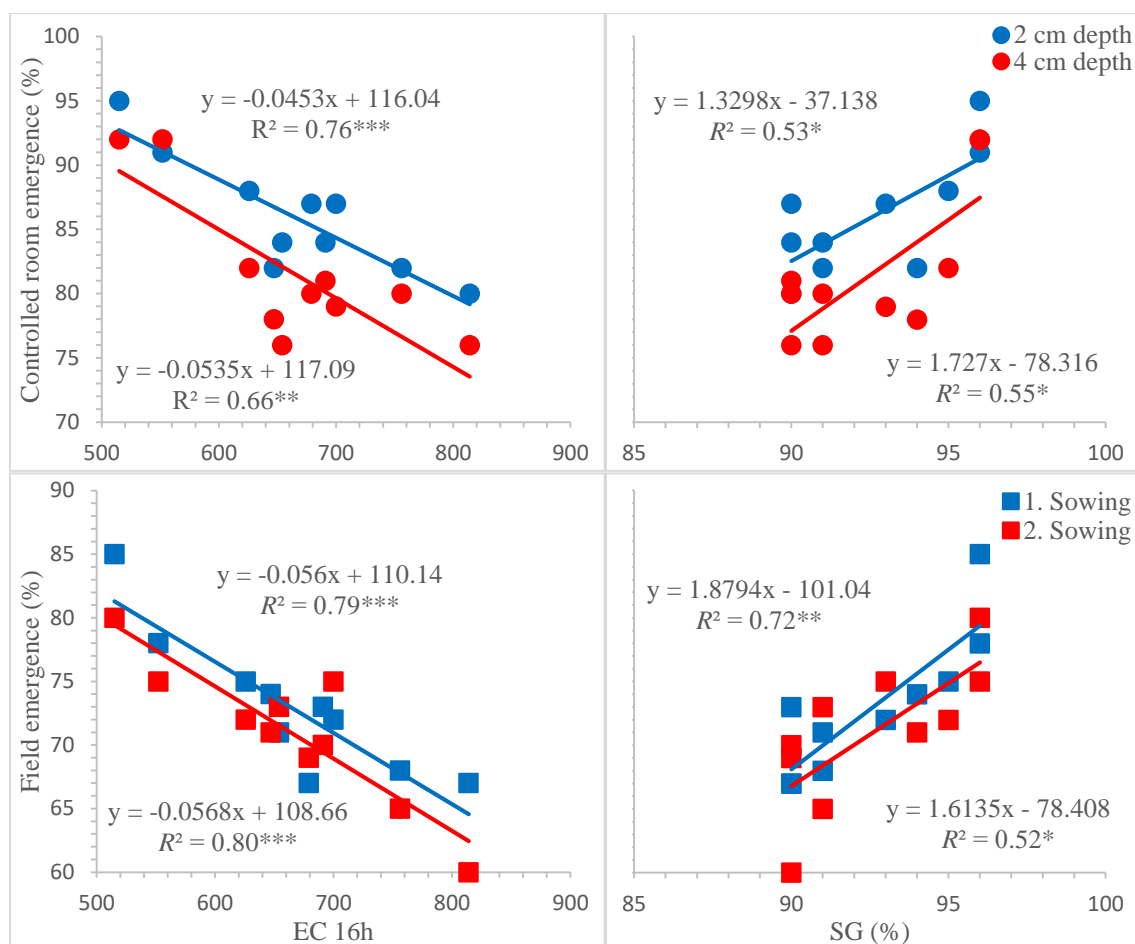 100
95
90
85
80
75
70
Controlled room emergence (%)
y = -0.0453x + 116.04
R² = 0.76***
y = -0.0535x + 117.09
R² = 0.66**
500 600 700 800 900
2 cm depth
4 cm depth
y = 1.3298x - 37.138
R² = 0.53*
y = 1.727x - 78.316
R² = 0.55*
85 90 95 100
90
85
80
75
70
65
60
Field emergence (%)
y = -0.056x + 110.14
R² = 0.79***
y = -0.0568x + 108.66
R² = 0.80***
500 600 700 800 900
EC 16h
1. Sowing
2. Sowing
y = 1.8794x - 101.04
R² = 0.72**
y = 1.6135x - 78.408
R² = 0.52*
85 90 95 100
SG (%)